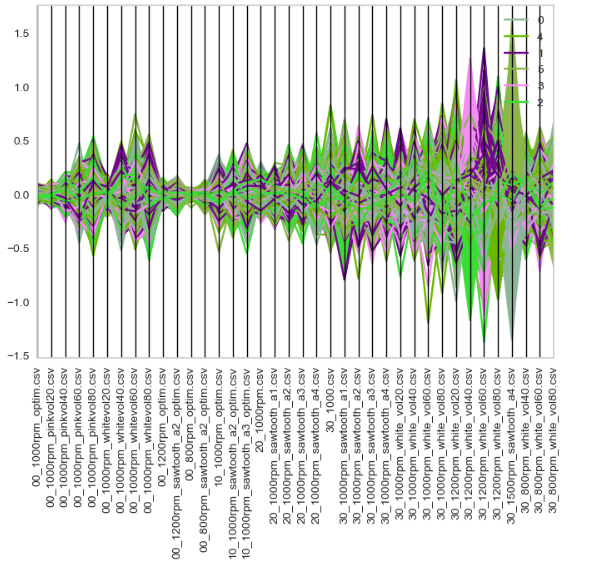 1.5
1.0
0.5
0.0
−0.5
−1.0
−1.5
0
4
1
5
3
2
00_1000rpm_optim.csv
00_1000rpm_pinkvol20.csv
00_1000rpm_pinkvol40.csv
00_1000rpm_pinkvol60.csv
00_1000rpm_pinkvol80.csv
00_1000rpm_whitevol20.csv
00_1000rpm_whitevol40.csv
00_1000rpm_whitevol60.csv
00_1000rpm_whitevol80.csv
00_1200rpm_optim.csv
00_1200rpm_sawtooth_a2_optim.csv
00_800rpm_optim.csv
00_800rpm_sawtooth_a2_optim.csv
10_1000rpm_optim.csv
10_1000rpm_sawtooth_a2_optim.csv
10_1000rpm_sawtooth_a3_optim.csv
20_1000rpm.csv
20_1000rpm_sawtooth_a1.csv
20_1000rpm_sawtooth_a2.csv
20_1000rpm_sawtooth_a3.csv
20_1000rpm_sawtooth_a4.csv
30_1000.csv
30_1000rpm_sawtooth_a1.csv
30_1000rpm_sawtooth_a2.csv
30_1000rpm_sawtooth_a3.csv
30_1000rpm_sawtooth_a4.csv
30_1000rpm_white_vol20.csv
30_1000rpm_white_vol40.csv
30_1000rpm_white_vol60.csv
30_1000rpm_white_vol80.csv
30_1200rpm_white_vol20.csv
30_1200rpm_white_vol40.csv
30_1200rpm_white_vol60.csv
30_1200rpm_white_vol80.csv
30_1500rpm_sawtooth_a4.csv
30_800rpm_white_vol40.csv
30_800rpm_white_vol60.csv
30_800rpm_white_vol80.csv